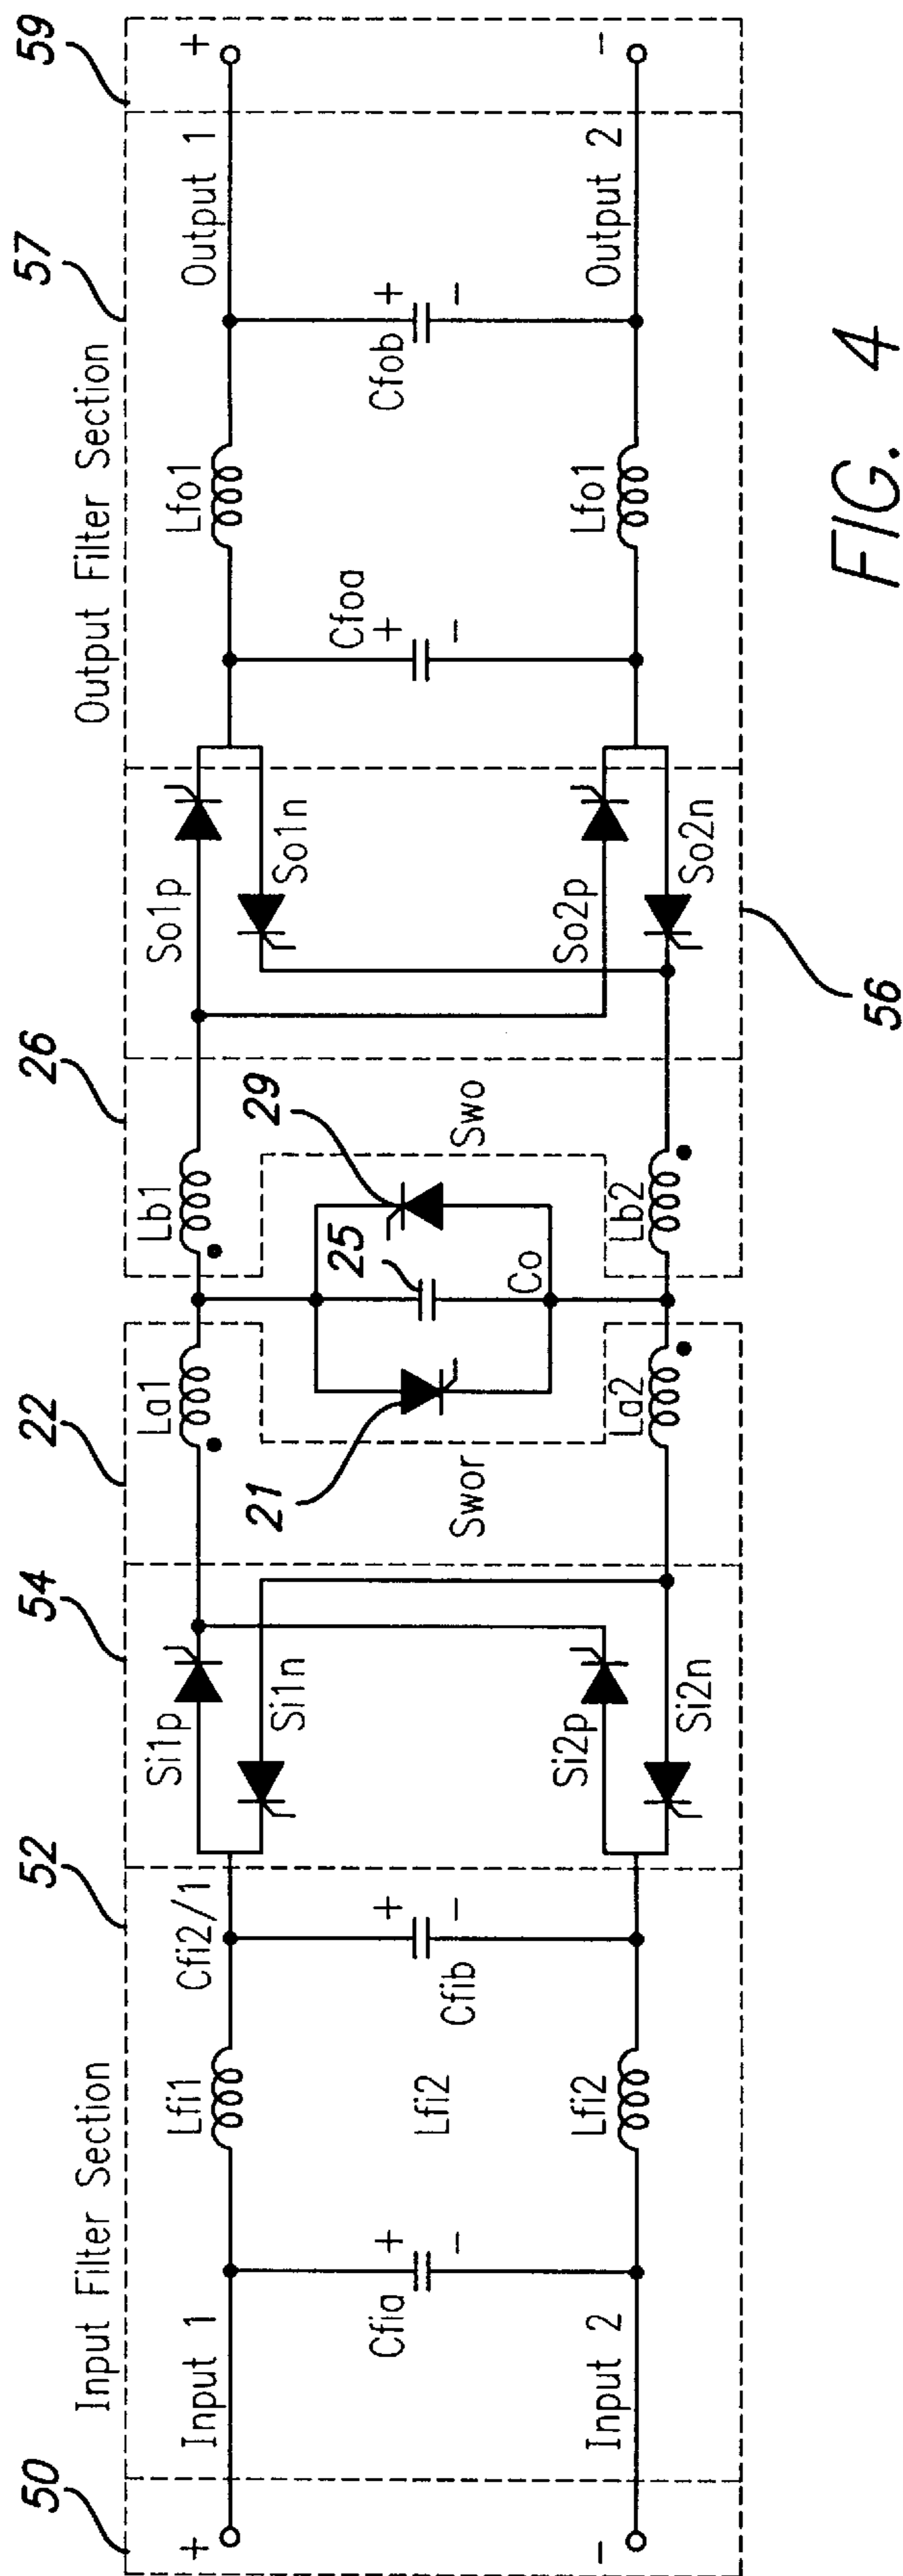 50
52
54
22
26
57
59
Input Filter Section
Output Filter Section
+
Input 1
Lfi1
Cfi2/1
Si1p
Si1n
La1
Lb1
So1p
So1n
Lfo1
Output 1
+
Cfia
+
-
Lfi2
Cfib
+
-
21
Swor
25
Co
29
Swo
Cfoa
+
-
Cfob
+
-
-
Input 2
Lfi2
Si2p
Si2n
La2
Lb2
So2p
So2n
Lfo1
Output 2
-
56
FIG. 4